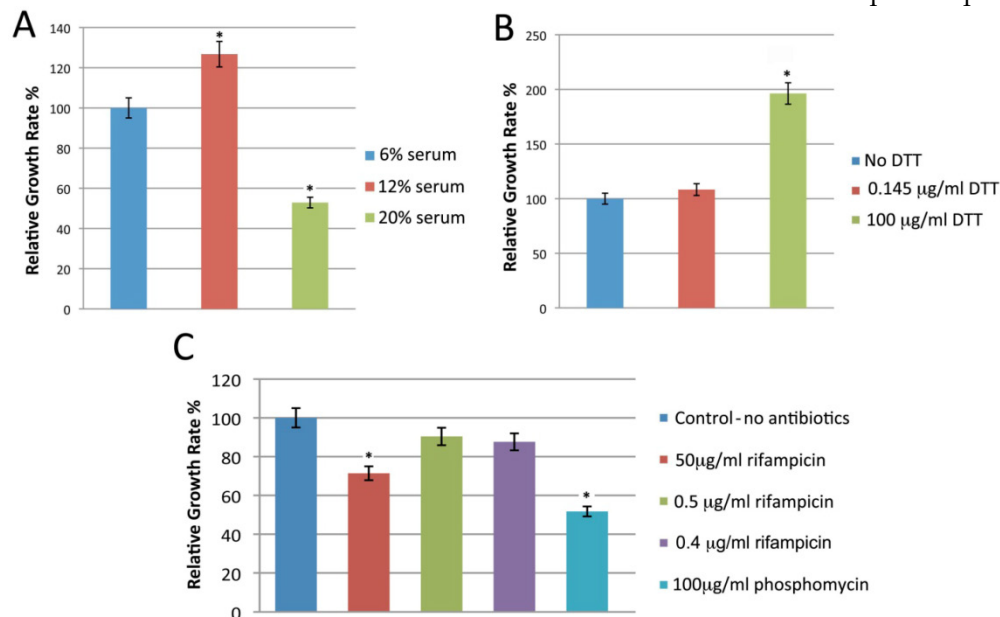 A
Relative Growth Rate %
140
120
100
80
60
40
20
0
*
*
6% serum
12% serum
20% serum
B
Relative Growth Rate %
250
200
150
100
50
0
*
No DTT
0.145 μg/ml DTT
100 μg/ml DTT
C
Relative Growth Rate %
120
100
80
60
40
20
0
*
*
Control - no antibiotics
50μg/ml rifampicin
0.5 μg/ml rifampicin
0.4 μg/ml rifampicin
100μg/ml phosphomycin